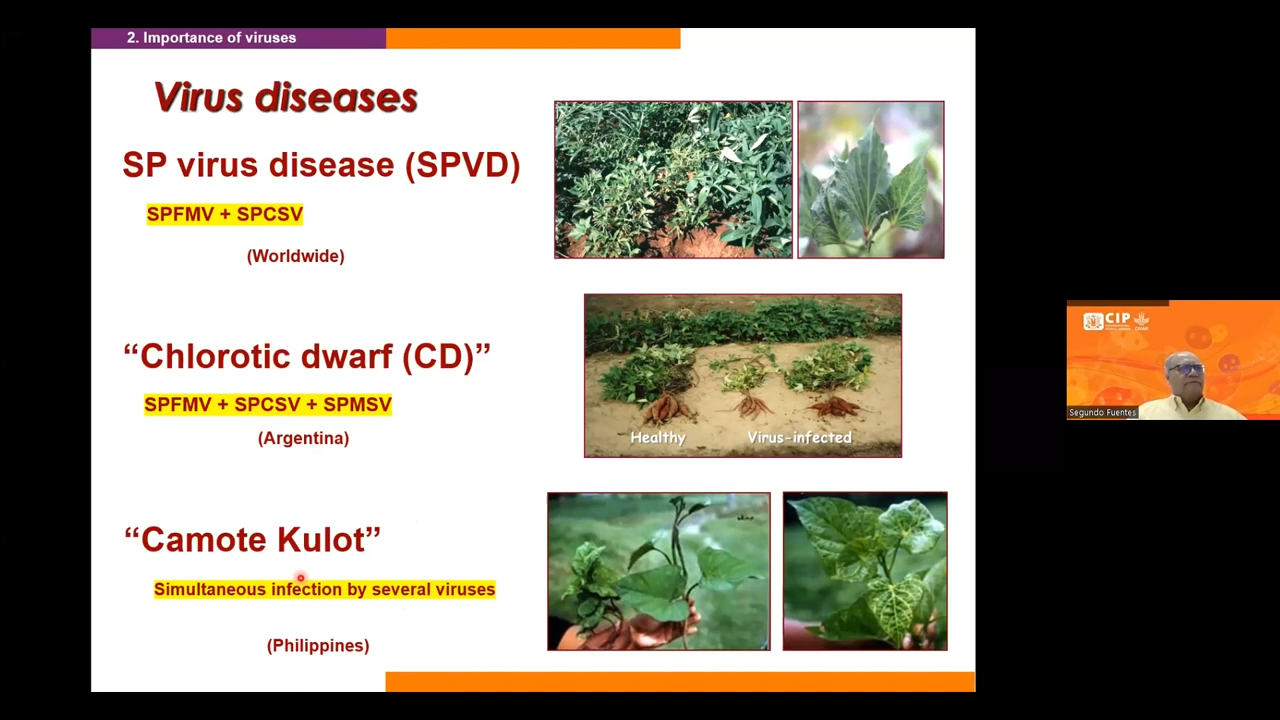 2. Importance of viruses
Virus diseases
SP virus disease (SPVD)
SPFMV + SPCSV
(Worldwide)
“Chlorotic dwarf (CD)”
SPFMV + SPCSV + SPMSV
(Argentina)
Healthy
Virus-infected
“Camote Kulot”
Simultaneous infection by several viruses
(Philippines)
CIP
Segundo Fuentes